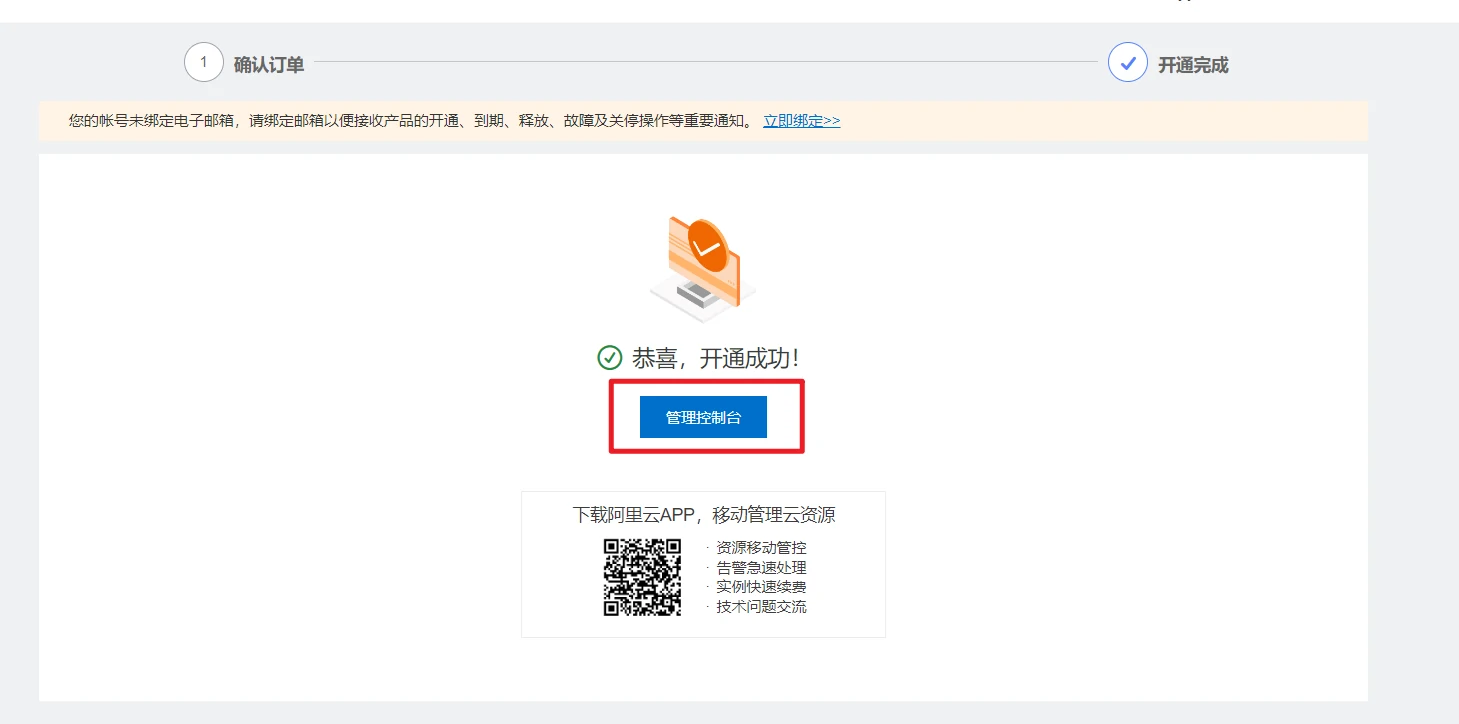 1 确认订单
开通完成
您的帐号未绑定电子邮箱，请绑定邮箱以便接收产品的开通、到期、释放、故障及关停操作等重要通知。 立即绑定>>
恭喜，开通成功！
管理控制台
下载阿里云APP，移动管理云资源
· 资源移动管控
· 告警急速处理
· 实例快速续费
· 技术问题交流